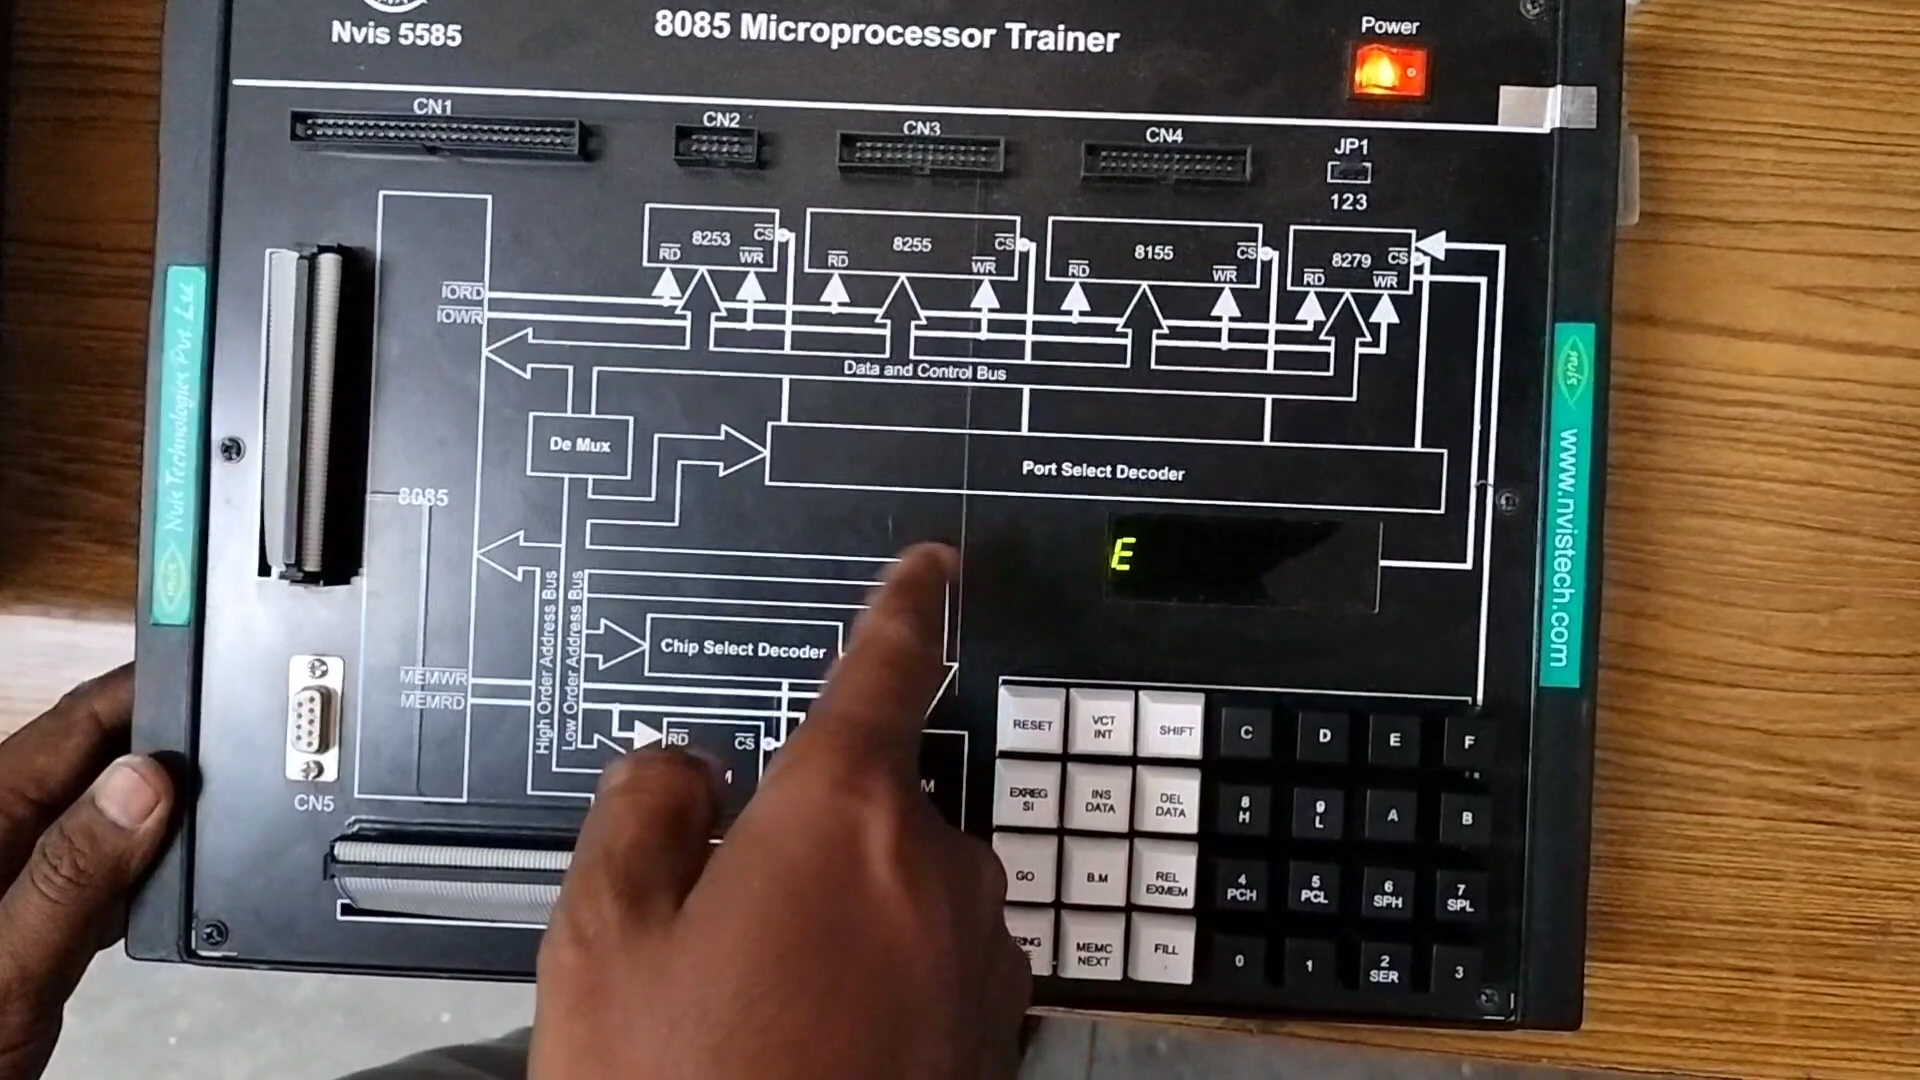 Nvis 5585
8085 Microprocessor Trainer
Power
CN1
CN2
CN3
CN4
JP1
123
8253
CS
RD
WR
8255
CS
RD
WR
8155
CS
RD
WR
8279
CS
RD
WR
IORD
IOWR
Data and Control Bus
De Mux
Port Select Decoder
8085
E
High Order Address Bus
Low Order Address Bus
Chip Select Decoder
MEMWR
MEMRD
RD
CS
M
CN5
RESET
VCT
INT
SHIFT
C
D
E
F
EXREG
SI
INS
DATA
DEL
DATA
8
H
9
L
A
B
GO
B.M
REL
EXMEM
4
PCH
5
PCL
6
SPH
7
SPL
MEMC
NEXT
FILL
0
1
2
SER
3
Nvis Technologies Pvt. Ltd.
nvis
nvis
www.nvistech.com